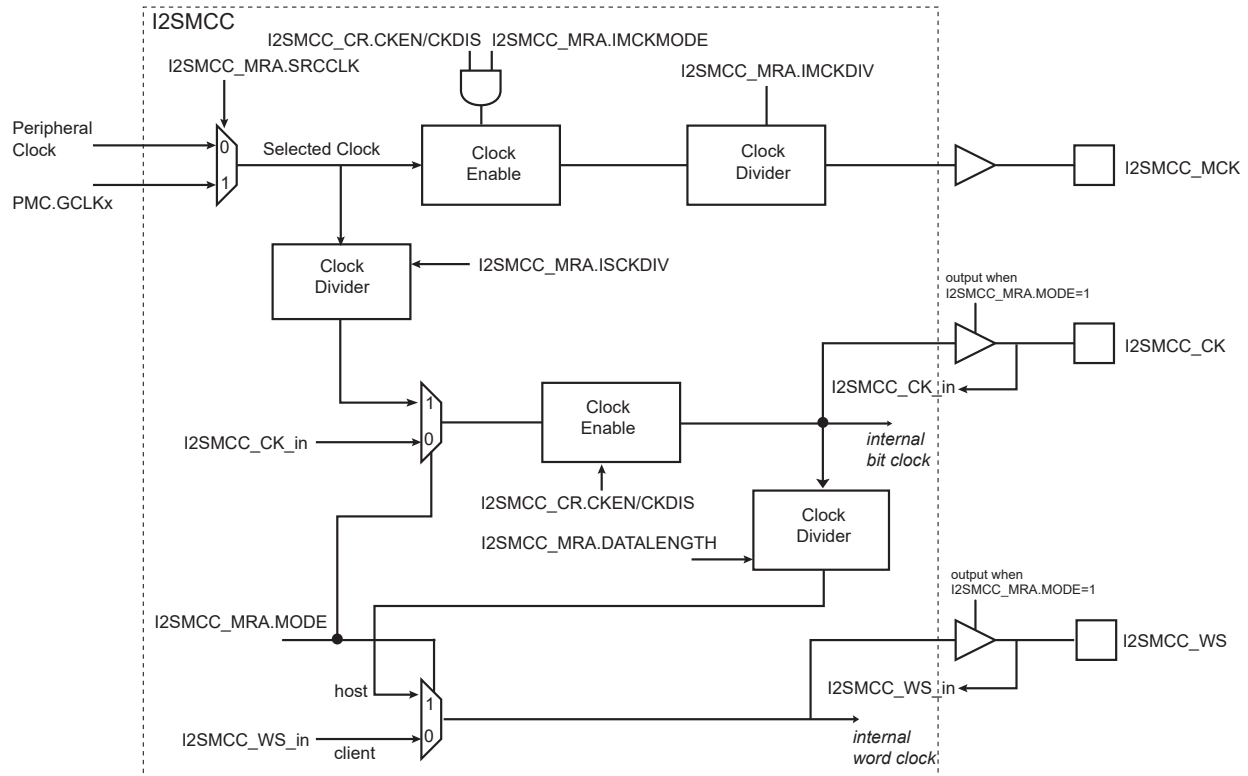 I2SMCC
I2SMCC_CR.CKEN/CKDIS
I2SMCC_MRA.IMCKMODE
I2SMCC_MRA.SRCCLK
I2SMCC_MRA.IMCKDIV
Peripheral
Clock
0
1
Selected Clock
Clock
Enable
Clock
Divider
I2SMCC_MCK
PMC.GCLKx
Clock
Divider
I2SMCC_MRA.ISCKDIV
output when
I2SMCC_MRA.MODE=1
I2SMCC_CK
I2SMCC_CK_in
1
0
Clock
Enable
I2SMCC_CK_in
internal
bit clock
I2SMCC_CR.CKEN/CKDIS
Clock
Divider
I2SMCC_MRA.DATALENGTH
output when
I2SMCC_MRA.MODE=1
I2SMCC_MRA.MODE
I2SMCC_WS
I2SMCC_WS_in
host
1
0
I2SMCC_WS_in
client
internal
word clock